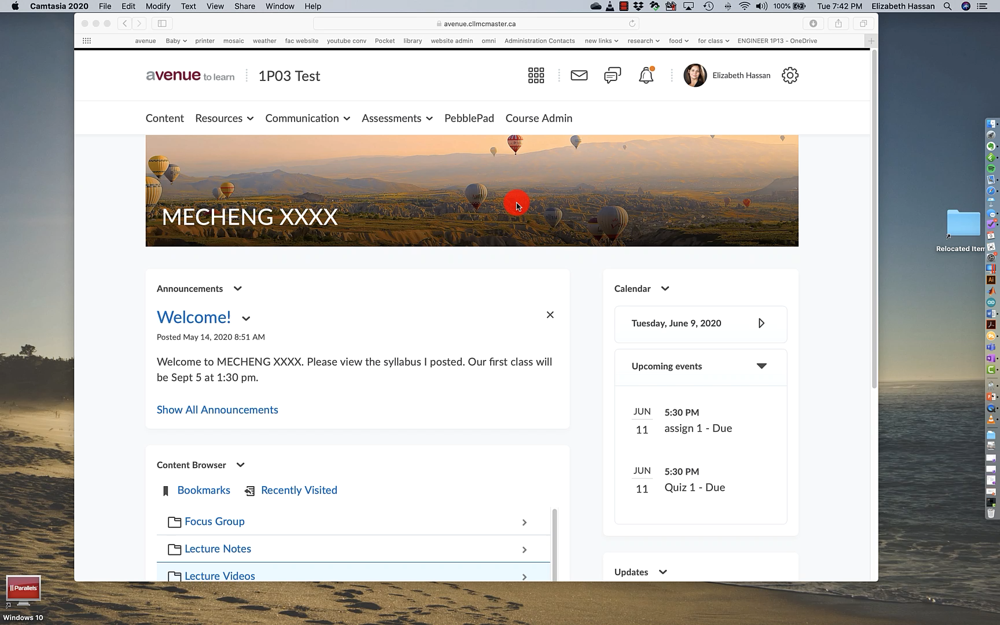 Camtasia 2020 File Edit Modify Text View Share Window Help 100% Tue 7:42 PM Elizabeth Hassan
avenue.cllmcmaster.ca
avenue Baby printer mosaic weather fac website youtube conv Pocket library website admin omni Administration Contacts new links research food for class ENGINEER 1P13 - OneDrive
avenue to learn 1P03 Test Elizabeth Hassan
Content Resources Communication Assessments PebblePad Course Admin
MECHENG XXXX
Announcements
Welcome!
Posted May 14, 2020 8:51 AM
Welcome to MECHENG XXXX. Please view the syllabus I posted. Our first class will
be Sept 5 at 1:30 pm.
Show All Announcements
Content Browser
Bookmarks Recently Visited
Focus Group
Lecture Notes
Lecture Videos
Calendar
Tuesday, June 9, 2020
Upcoming events
JUN 5:30 PM
11 assign 1 - Due
JUN 5:30 PM
11 Quiz 1 - Due
Updates
Relocated Item
Ai
Parallels
Windows 10